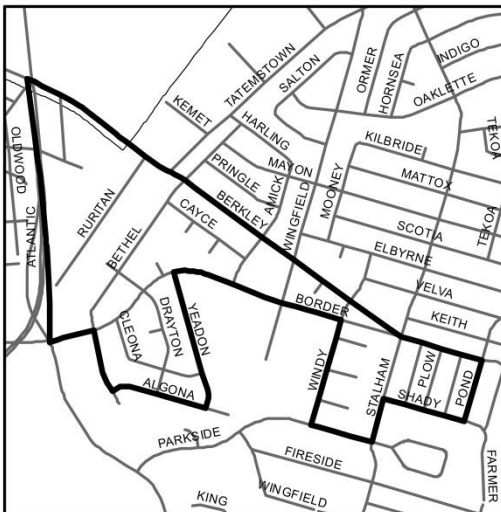 ORMER
HORNSEA
INDIGO
TATEMSTOWN
SALTON
OAKLETTE
KEMET
HARLING
KILBRIDE
TEKOA
OLDWOOD
PRINGLE
MAYON
MATTOX
AMICK
MOONEY
RURITAN
CAYCE
BERKLEY
WINGFIELD
SCOTIA
TEKOA
ATLANTIC
BETHEL
ELBYRNE
VELVA
BORDER
KEITH
CLEONA
DRAYTON
YEADON
WINDY
STALHAM
PLOW
POND
ALGONA
SHADY
PARKSIDE
FIRESIDE
FARMER
KING
WINGFIELD